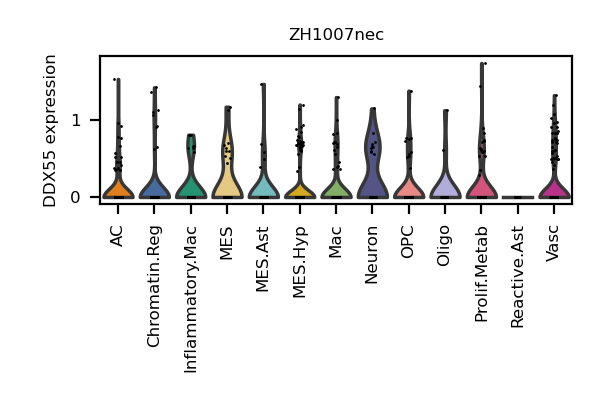 ZH1007nec
DDX55 expression
1
0
AC
Chromatin.Reg
Inflammatory.Mac
MES
MES.Ast
MES.Hyp
Mac
Neuron
OPC
Oligo
Prolif.Metab
Reactive.Ast
Vasc